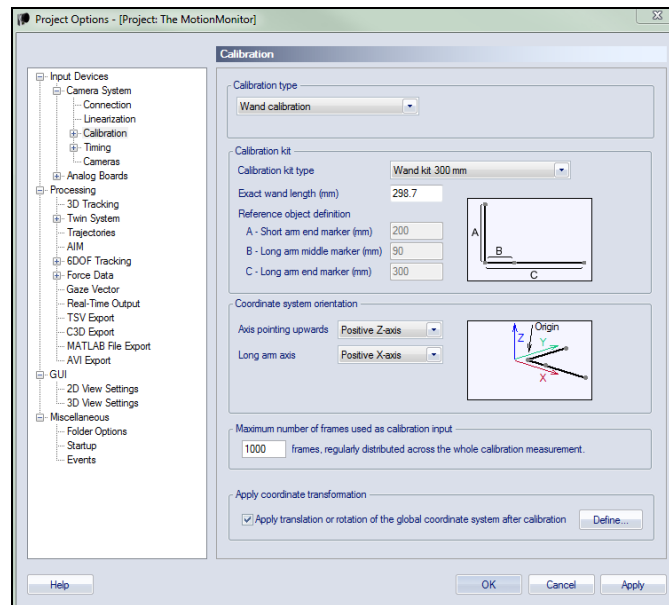 Project Options - [Project: The MotionMonitor]
Calibration
Input Devices
Camera System
Connection
Linearization
Calibration
Timing
Cameras
Analog Boards
Processing
3D Tracking
Twin System
Trajectories
AIM
6DOF Tracking
Force Data
Gaze Vector
Real-Time Output
TSV Export
C3D Export
MATLAB File Export
AVI Export
GUI
2D View Settings
3D View Settings
Miscellaneous
Folder Options
Startup
Events
Calibration type
Wand calibration
Calibration kit
Calibration kit type Wand kit 300 mm
Exact wand length (mm) 298.7
Reference object definition
A - Short arm end marker (mm) 200
B - Long arm middle marker (mm) 90
C - Long arm end marker (mm) 300
A
B
C
Coordinate system orientation
Axis pointing upwards Positive Z-axis
Long arm axis Positive X-axis
Origin
Z
Y
X
Maximum number of frames used as calibration input
1000 frames, regularly distributed across the whole calibration measurement.
Apply coordinate transformation
Apply translation or rotation of the global coordinate system after calibration Define...
Help OK Cancel Apply